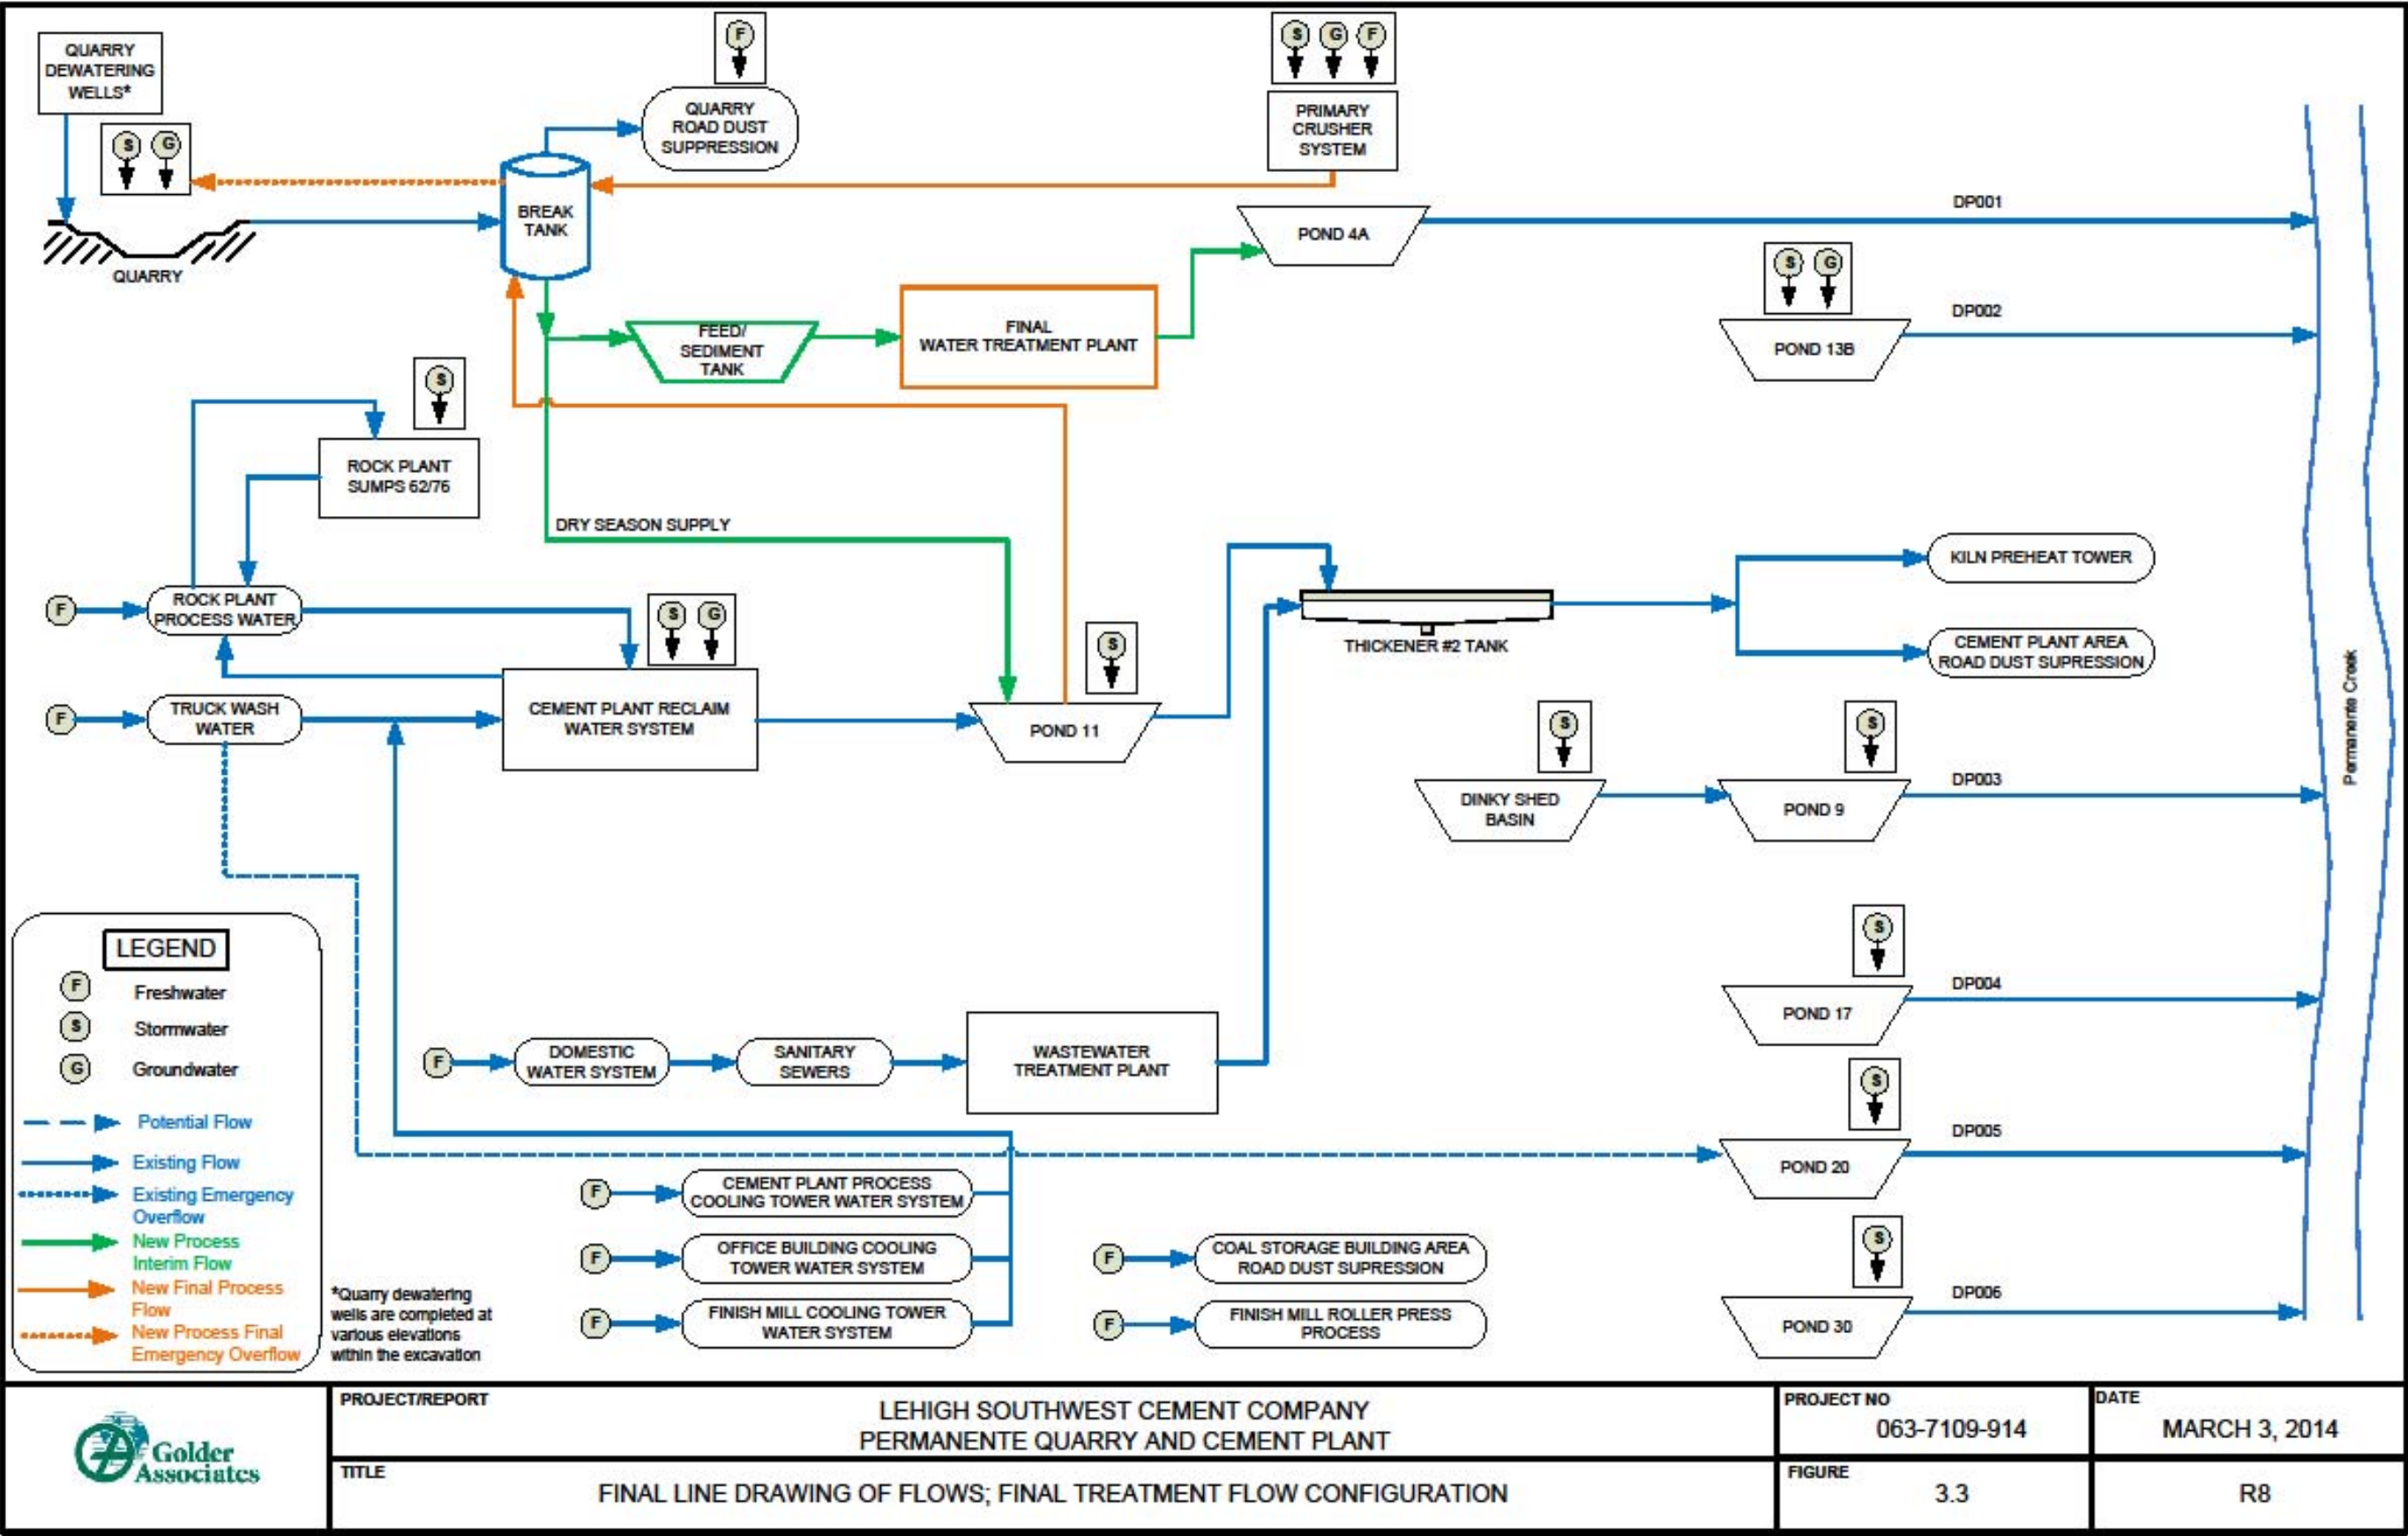 QUARRY
DEWATERING
WELLS*
S G
QUARRY
F
QUARRY
ROAD DUST
SUPPRESSION
BREAK
TANK
S G F
PRIMARY
CRUSHER
SYSTEM
POND 4A
DP001
S G
POND 13B
DP002
FEED/
SEDIMENT
TANK
FINAL
WATER TREATMENT PLANT
S
ROCK PLANT
SUMPS 62/76
DRY SEASON SUPPLY
F
ROCK PLANT
PROCESS WATER
S G
F
TRUCK WASH
WATER
CEMENT PLANT RECLAIM
WATER SYSTEM
S
POND 11
THICKENER #2 TANK
KILN PREHEAT TOWER
CEMENT PLANT AREA
ROAD DUST SUPRESSION
S
DINKY SHED
BASIN
S
POND 9
DP003
Permanente Creek
S
POND 17
DP004
S
POND 20
DP005
S
POND 30
DP006
F
DOMESTIC
WATER SYSTEM
SANITARY
SEWERS
WASTEWATER
TREATMENT PLANT
F
CEMENT PLANT PROCESS
COOLING TOWER WATER SYSTEM
F
OFFICE BUILDING COOLING
TOWER WATER SYSTEM
F
FINISH MILL COOLING TOWER
WATER SYSTEM
F
COAL STORAGE BUILDING AREA
ROAD DUST SUPRESSION
F
FINISH MILL ROLLER PRESS
PROCESS
LEGEND
F Freshwater
S Stormwater
G Groundwater
Potential Flow
Existing Flow
Existing Emergency
Overflow
New Process
Interim Flow
New Final Process
Flow
New Process Final
Emergency Overflow
*Quarry dewatering
wells are completed at
various elevations
within the excavation
Golder
Associates
PROJECT/REPORT
LEHIGH SOUTHWEST CEMENT COMPANY
PERMANENTE QUARRY AND CEMENT PLANT
PROJECT NO
063-7109-914
DATE
MARCH 3, 2014
TITLE
FINAL LINE DRAWING OF FLOWS; FINAL TREATMENT FLOW CONFIGURATION
FIGURE
3.3
R8